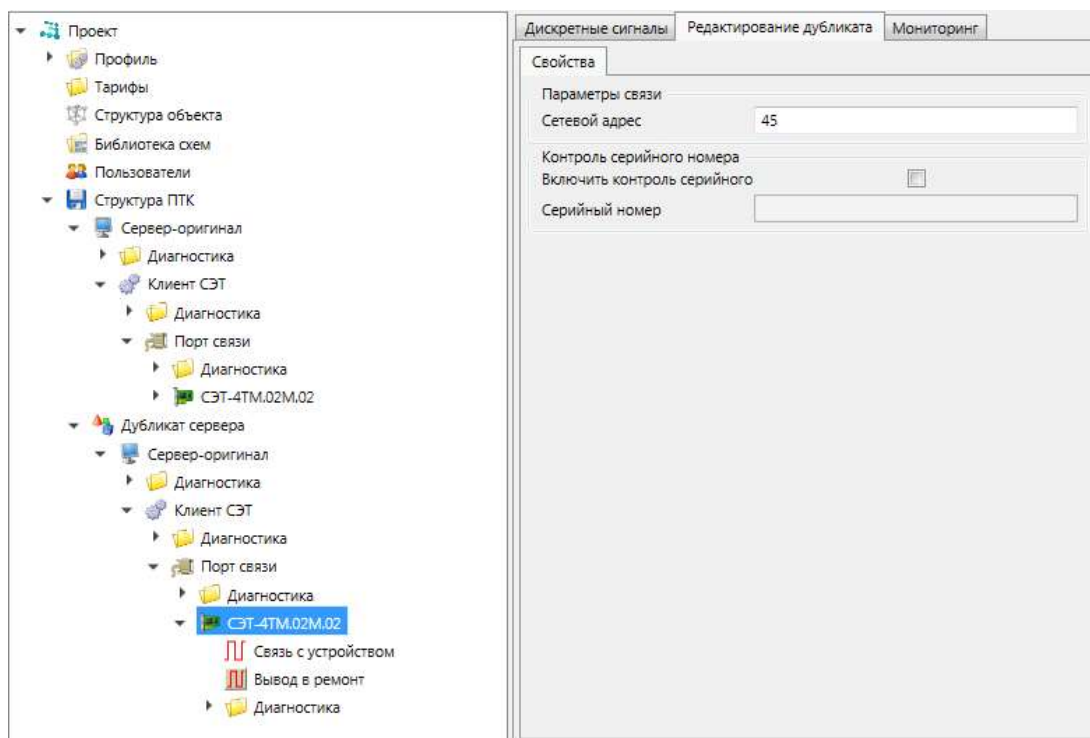 Проект
Профиль
Тарифы
Структура объекта
Библиотека схем
Пользователи
Структура ПТК
Сервер-оригинал
Диагностика
Клиент СЭТ
Диагностика
Порт связи
Диагностика
СЭТ-4ТМ.02М.02
Дубликат сервера
Сервер-оригинал
Диагностика
Клиент СЭТ
Диагностика
Порт связи
Диагностика
СЭТ-4ТМ.02М.02
Связь с устройством
Вывод в ремонт
Диагностика
Дискретные сигналы Редактирование дубликата Мониторинг
Свойства
Параметры связи
Сетевой адрес 45
Контроль серийного номера
Включить контроль серийного
Серийный номер